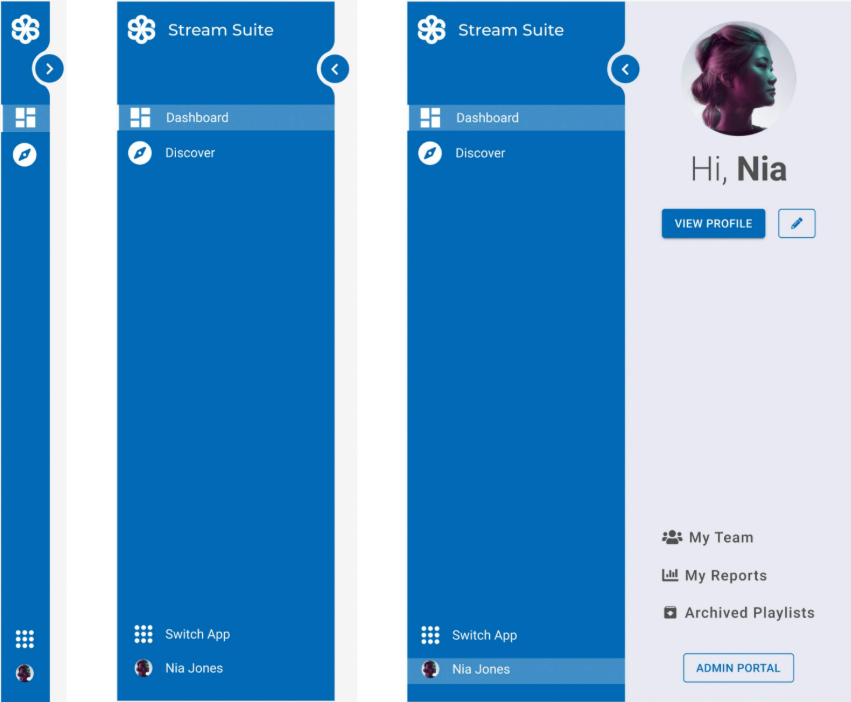 Stream Suite
Dashboard
Discover
Switch App
Nia Jones
Stream Suite
Dashboard
Discover
Switch App
Nia Jones
Hi, Nia
VIEW PROFILE
My Team
My Reports
Archived Playlists
ADMIN PORTAL